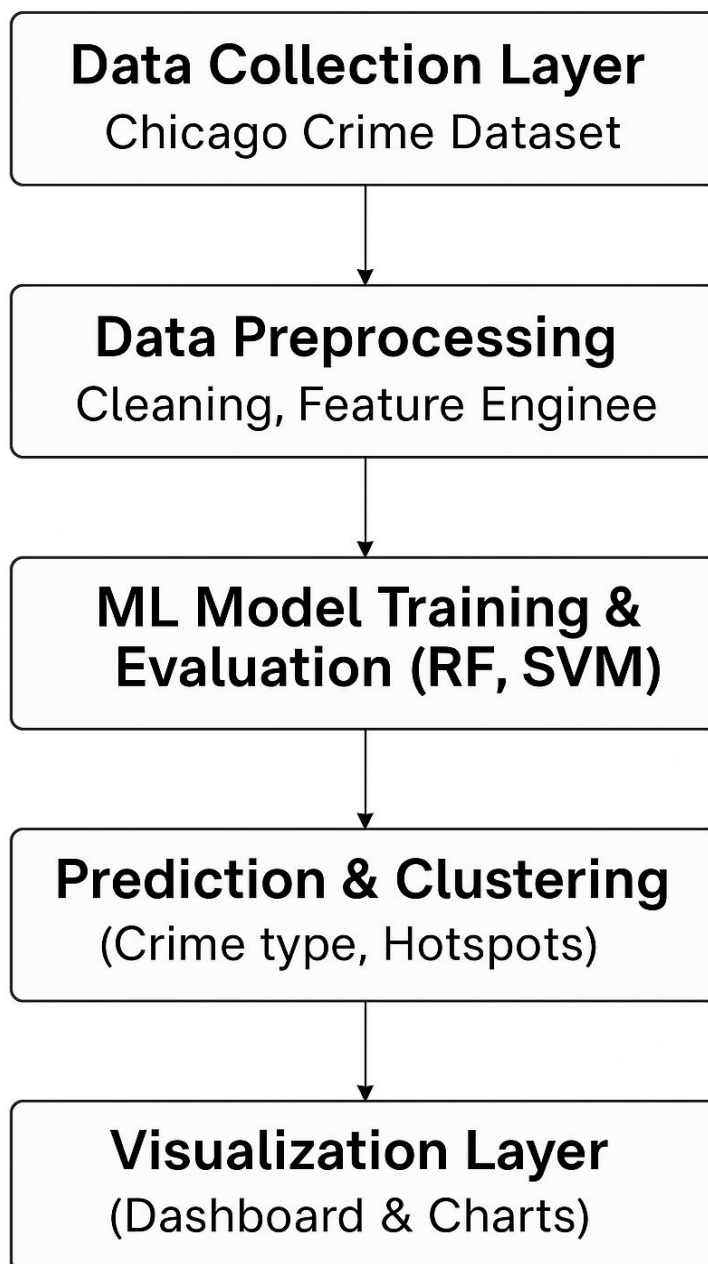 Data Collection Layer
Chicago Crime Dataset
Data Preprocessing
Cleaning, Feature Enginee
ML Model Training &
Evaluation (RF, SVM)
Prediction & Clustering
(Crime type, Hotspots)
Visualization Layer
(Dashboard & Charts)